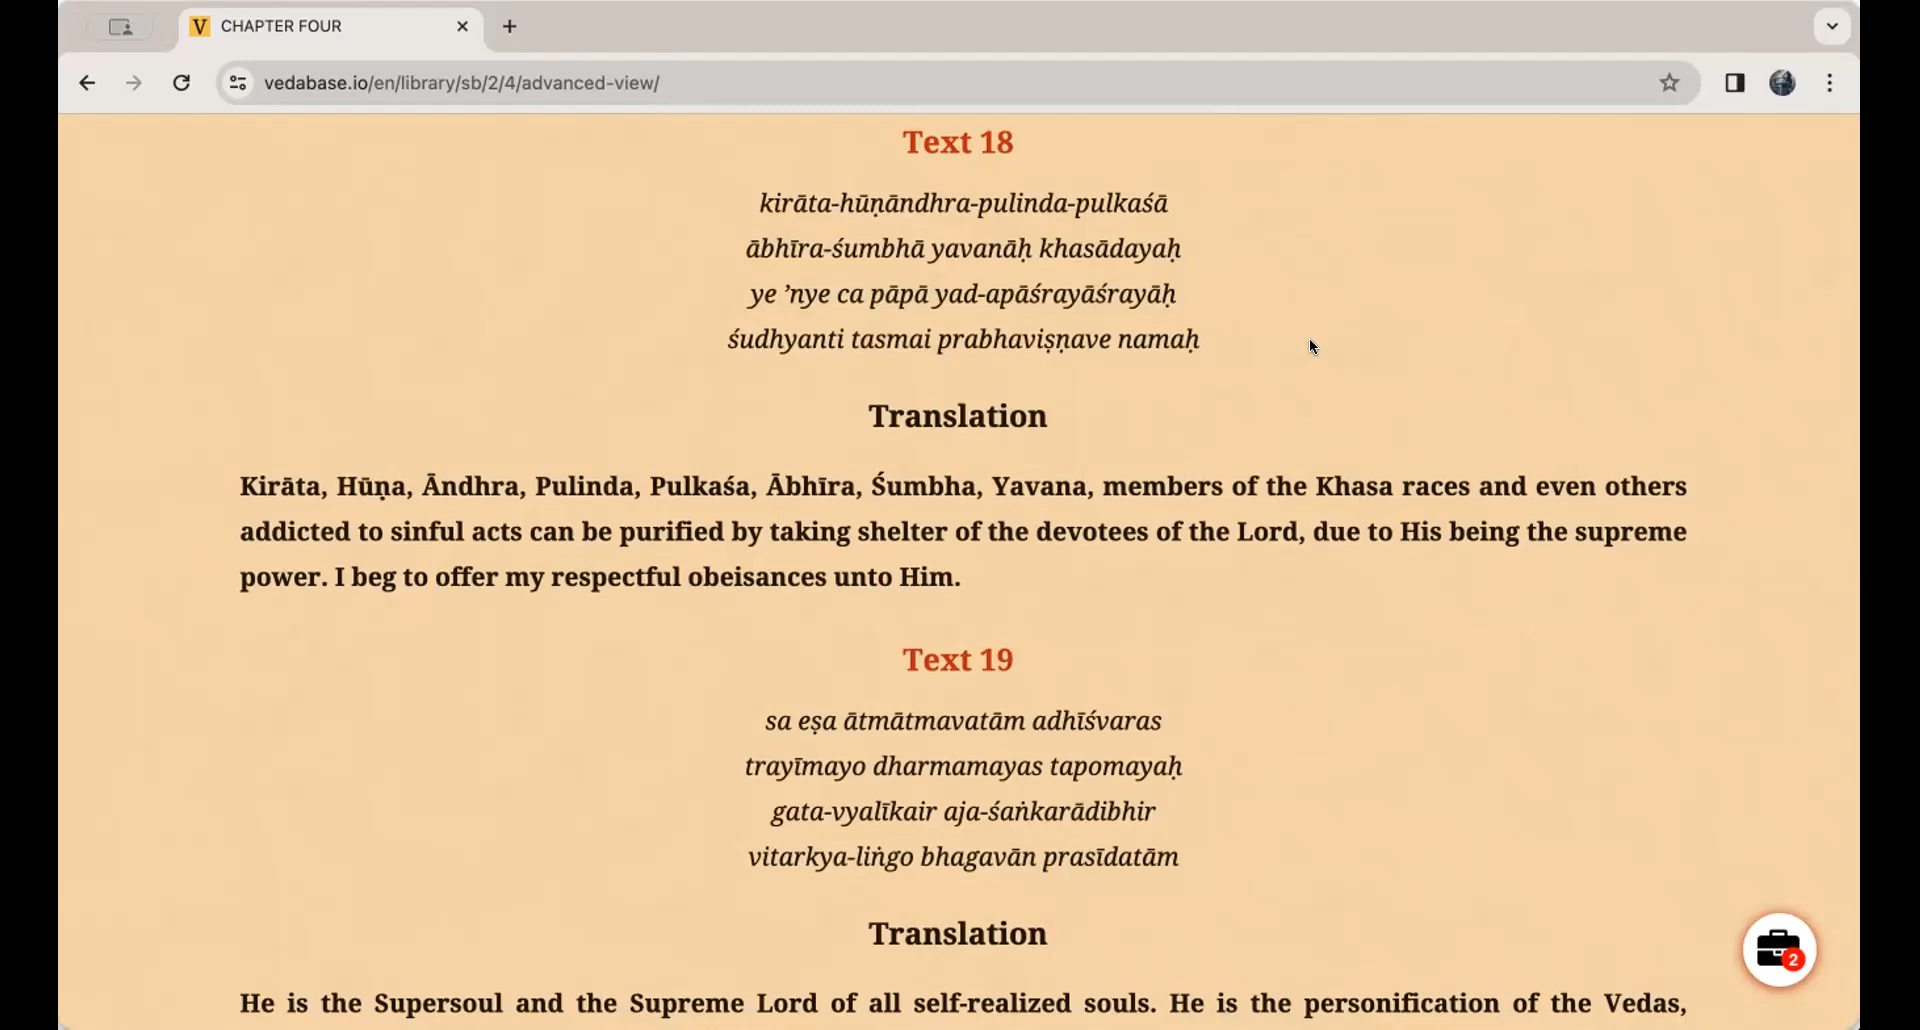 CHAPTER FOUR
vedabase.io/en/library/sb/2/4/advanced-view/
Text 18
kirāta-hūṇāndhra-pulinda-pulkaśā
ābhīra-śumbhā yavanāḥ khasādayaḥ
ye ’nye ca pāpā yad-apāśrayāśrayāḥ
śudhyanti tasmai prabhaviṣṇave namaḥ
Translation
Kirāta, Hūṇa, Āndhra, Pulinda, Pulkaśa, Ābhīra, Śumbha, Yavana, members of the Khasa races and even others
addicted to sinful acts can be purified by taking shelter of the devotees of the Lord, due to His being the supreme
power. I beg to offer my respectful obeisances unto Him.
Text 19
sa eṣa ātmātmavatām adhīśvaras
trayīmayo dharmamayas tapomayaḥ
gata-vyalīkair aja-śaṅkarādibhir
vitarkya-liṅgo bhagavān prasīdatām
Translation
He is the Supersoul and the Supreme Lord of all self-realized souls. He is the personification of the Vedas,
2